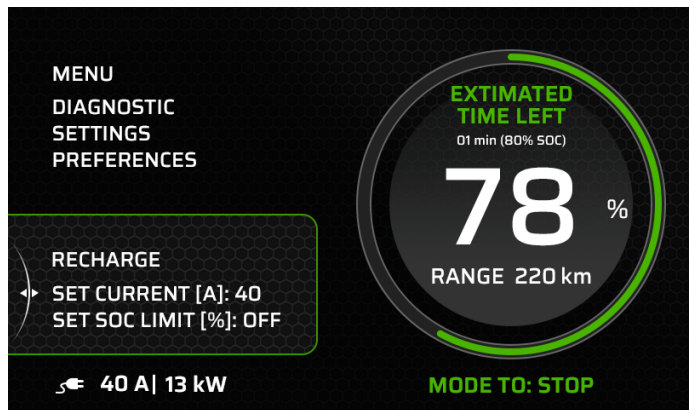 MENU
DIAGNOSTIC
SETTINGS
PREFERENCES
RECHARGE
SET CURRENT [A]: 40
SET SOC LIMIT [%]: OFF
40 A| 13 kW
EXTIMATED
TIME LEFT
01 min (80% SOC)
78 %
RANGE 220 km
MODE TO: STOP